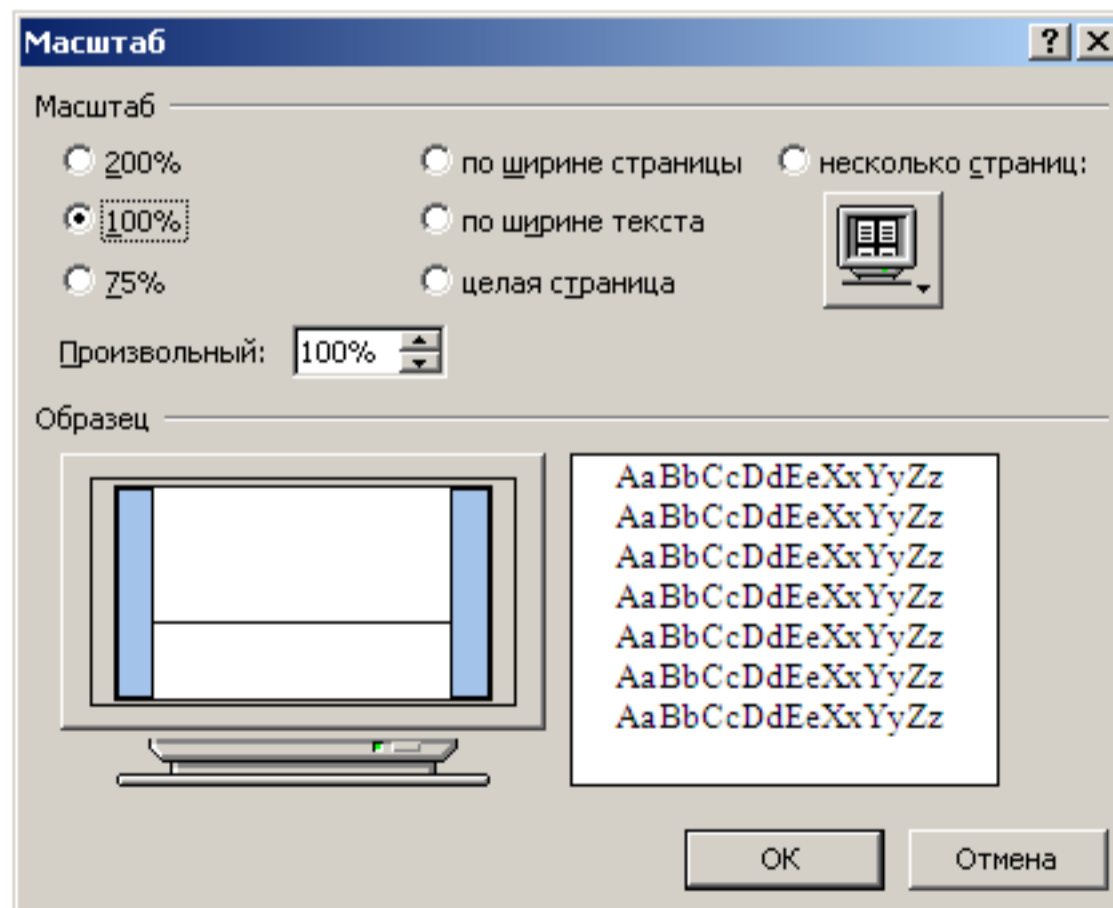 Масштаб
Масштаб
200% по ширине страницы несколько страниц:
100% по ширине текста
75% целая страница
Произвольный: 100%
Образец
AaBbCcDdEeXxYyZz
AaBbCcDdEeXxYyZz
AaBbCcDdEeXxYyZz
AaBbCcDdEeXxYyZz
AaBbCcDdEeXxYyZz
AaBbCcDdEeXxYyZz
AaBbCcDdEeXxYyZz
ОК Отмена